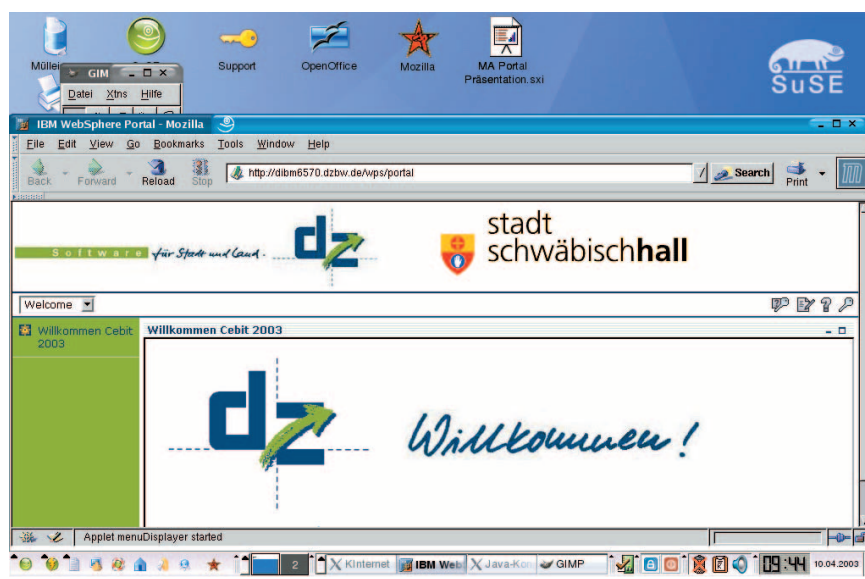 Support
OpenOffice
Mozilla
MA Portal
Präsentation.sxi
SuSE
GIM
Datei Xtns Hilfe
IBM WebSphere Portal - Mozilla
File Edit View Go Bookmarks Tools Window Help
Back Forward Reload Stop http://dibm6570.dzbw.de/wps/portal Search Print
Software für Stadt und Land. dz
stadt
schwäbischhall
Welcome
Willkommen Cebit
2003
Willkommen Cebit 2003
dz Willkommen!
Applet menuDisplayer started
2 KInternet IBM Web Java-Kon GIMP 09:44 10.04.2003